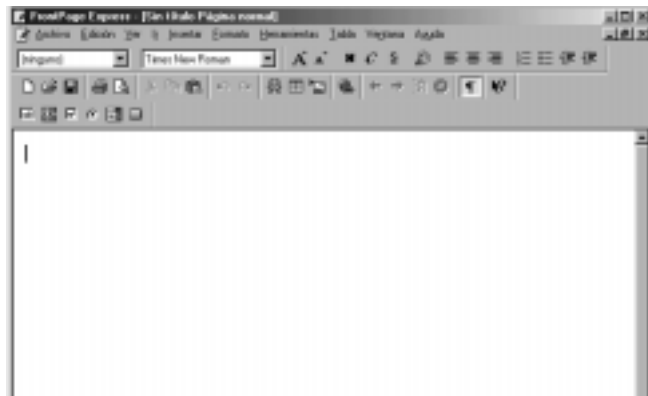 FrontPage Express - [Sin título Página normal]
Archivo Edición Ver Ir Insertar Formato Herramientas Tabla Ventana Ayuda
(ninguno) Times New Roman